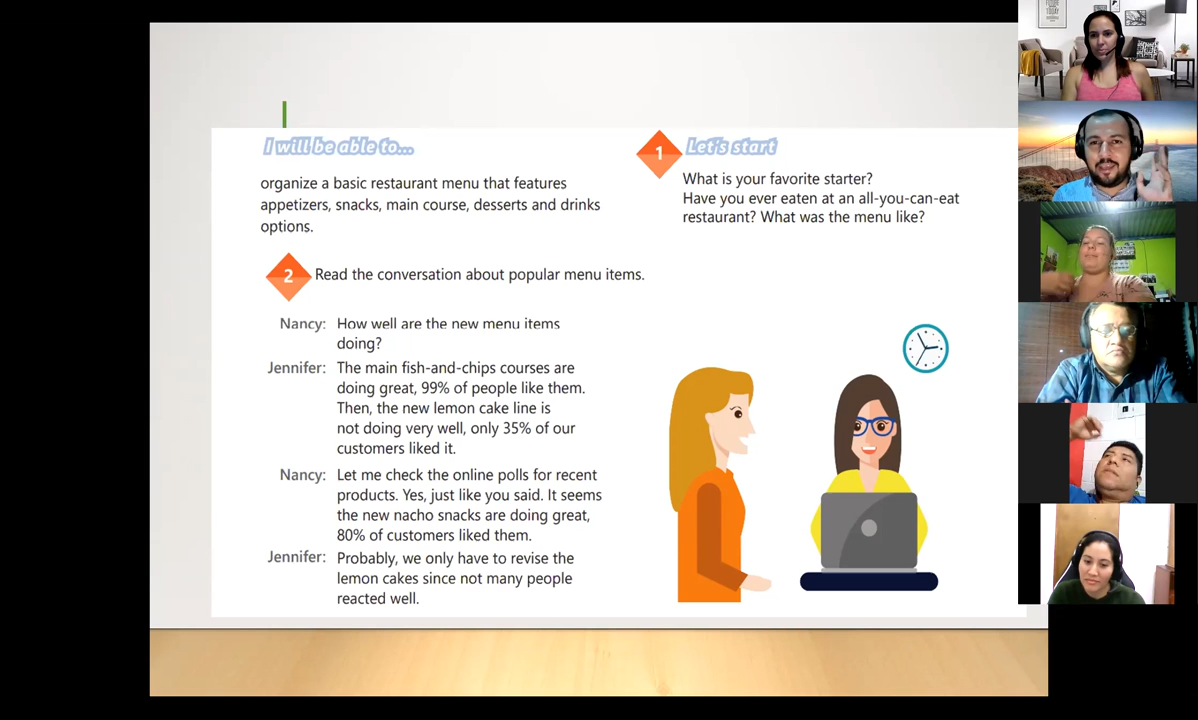 I will be able to...
organize a basic restaurant menu that features
appetizers, snacks, main course, desserts and drinks
options.
1
Let's start
What is your favorite starter?
Have you ever eaten at an all-you-can-eat
restaurant? What was the menu like?
2
Read the conversation about popular menu items.
Nancy: How well are the new menu items
doing?
Jennifer: The main fish-and-chips courses are
doing great, 99% of people like them.
Then, the new lemon cake line is
not doing very well, only 35% of our
customers liked it.
Nancy: Let me check the online polls for recent
products. Yes, just like you said. It seems
the new nacho snacks are doing great,
80% of customers liked them.
Jennifer: Probably, we only have to revise the
lemon cakes since not many people
reacted well.